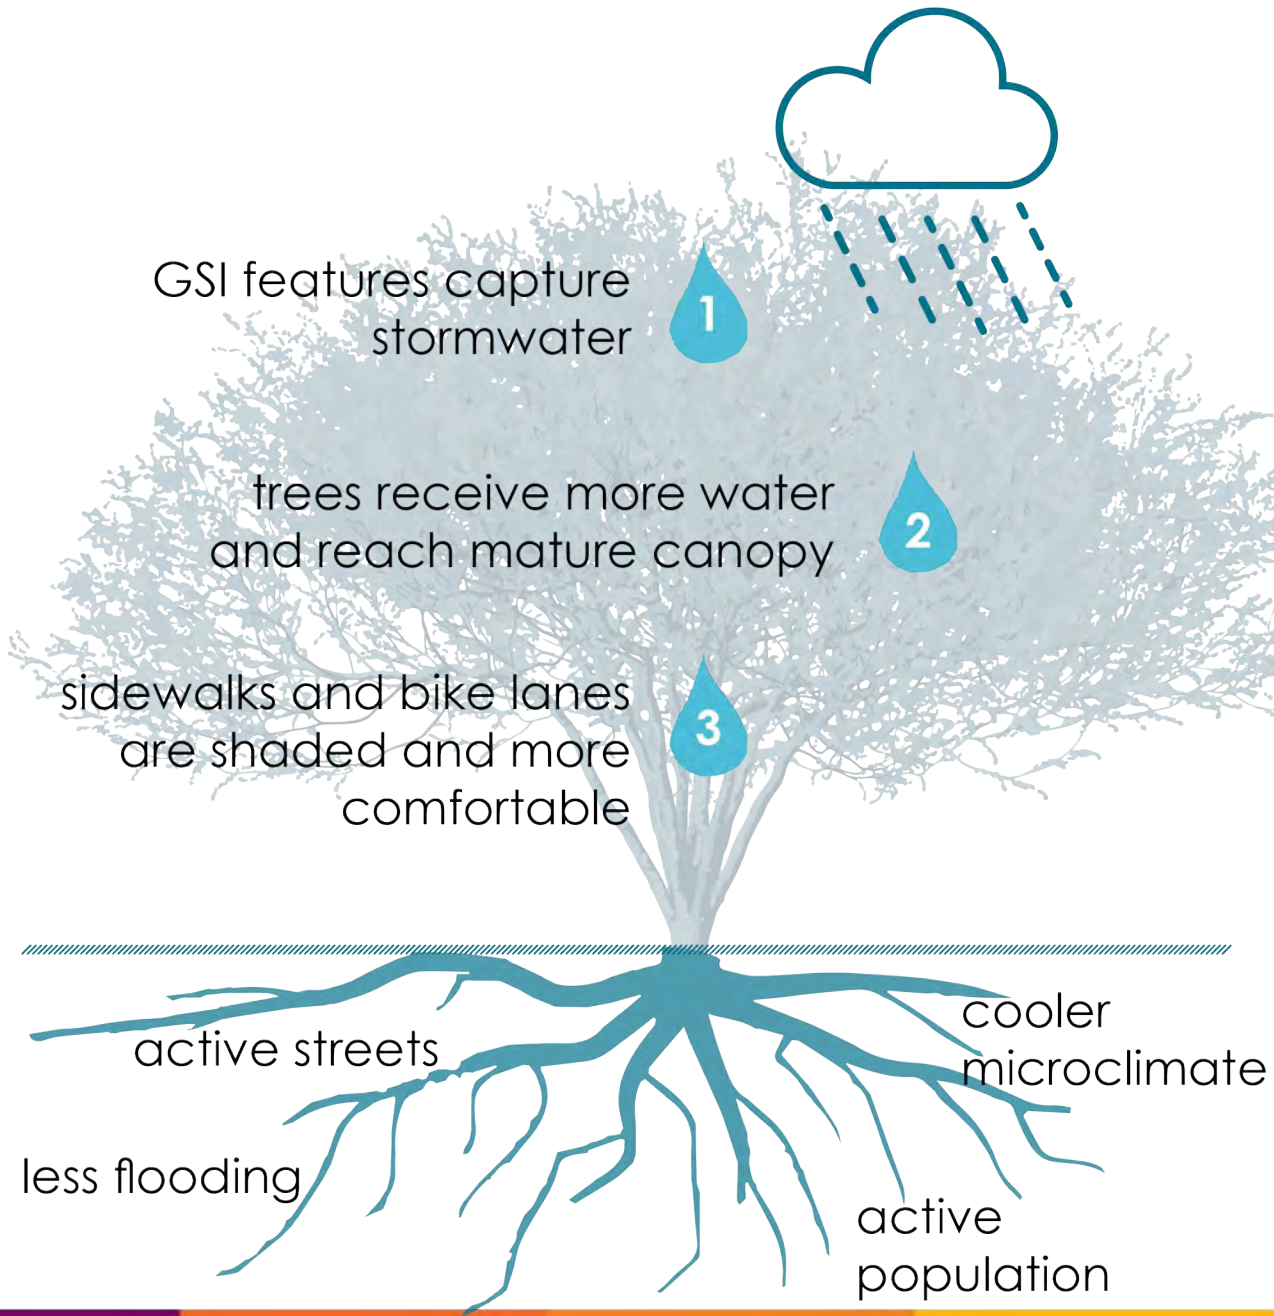 GSI features capture
stormwater
1
trees receive more water
and reach mature canopy
2
sidewalks and bike lanes
are shaded and more
comfortable
3
active streets
cooler
microclimate
less flooding
active
population